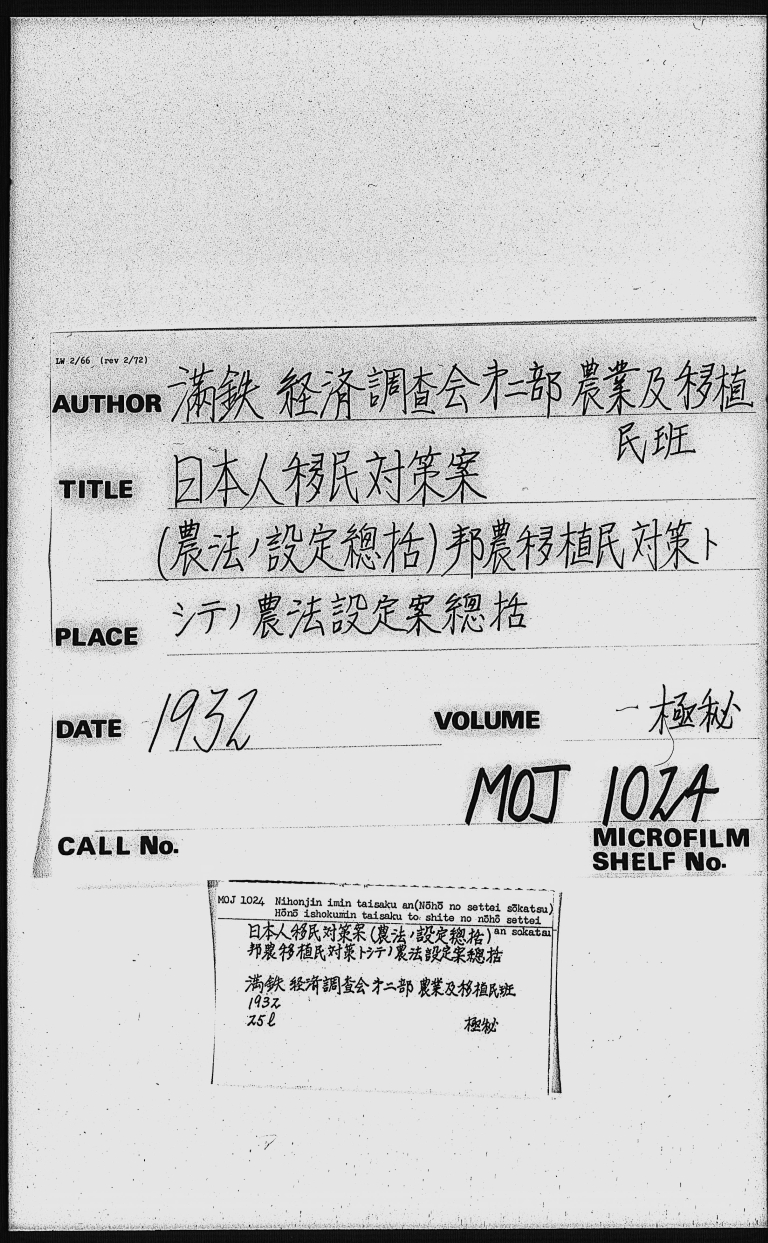 LW 2/66 (rev 2/72)
AUTHOR 満鉄 経済調査会オ二部 農業及移植
民班
TITLE 日本人移民対策案
(農法ノ設定總括)邦農移植民対策ト
シテノ農法設定案總括
PLACE
DATE 1932 VOLUME 一極秘
MOJ 1024
CALL No. MICROFILM
SHELF No.
MOJ 1024 Nihonjin imin taisaku an(Nōhō no settei sōkatsu)
Hōnō ishokumin taisaku to shite no nōhō settei
an sokatsu
日本人移民対策案(農法ノ設定總括)
邦農移植民対策トシテノ農法設定案總括
満鉄 経済調査会オ二部 農業及移植民班
1932
25ℓ 極秘